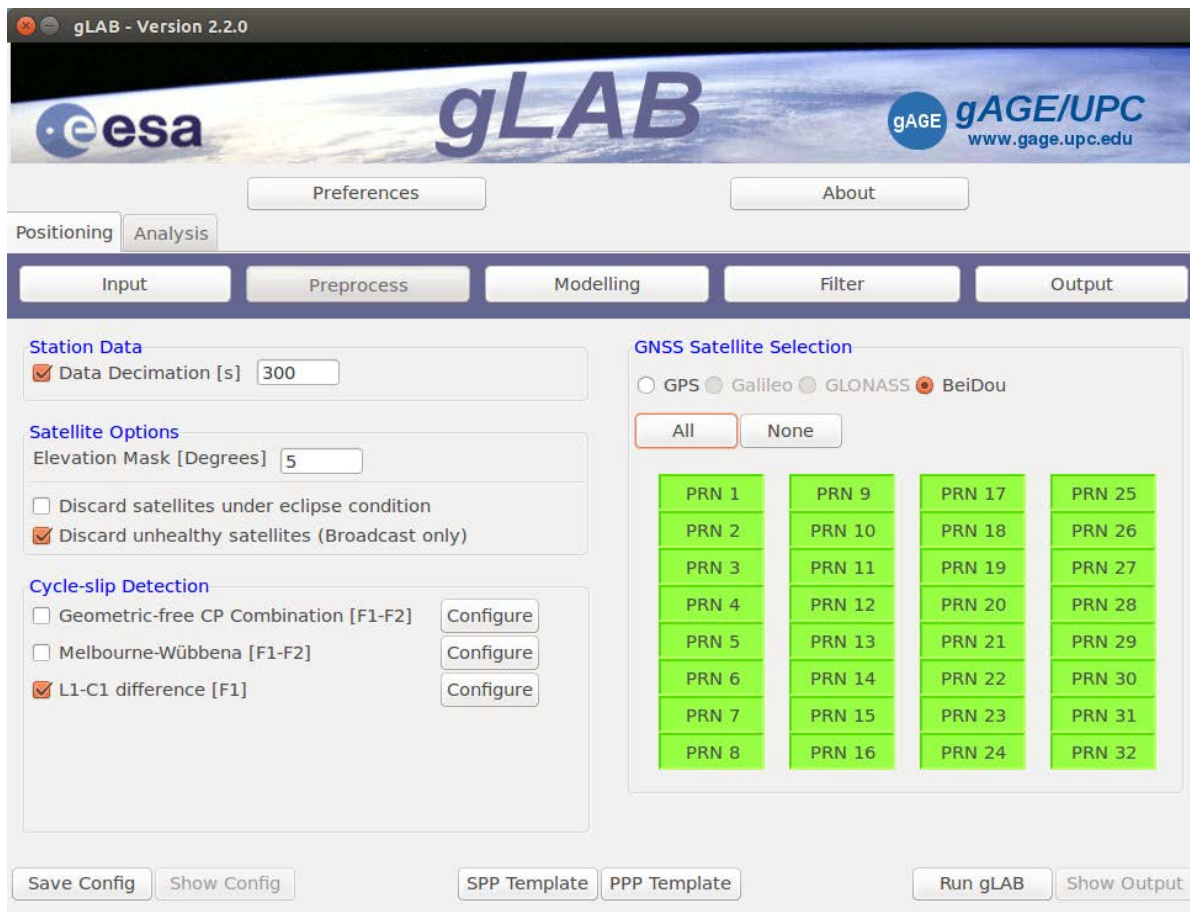 gLAB - Version 2.2.0
esa
gLAB
gAGE
gAGE/UPC
www.gage.upc.edu
Preferences
About
Positioning
Analysis
Input
Preprocess
Modelling
Filter
Output
Station Data
Data Decimation [s]
300
Satellite Options
Elevation Mask [Degrees]
5
Discard satellites under eclipse condition
Discard unhealthy satellites (Broadcast only)
Cycle-slip Detection
Geometric-free CP Combination [F1-F2]
Configure
Melbourne-Wübbena [F1-F2]
Configure
L1-C1 difference [F1]
Configure
GNSS Satellite Selection
GPS
Galileo
GLONASS
BeiDou
All
None
PRN 1
PRN 9
PRN 17
PRN 25
PRN 2
PRN 10
PRN 18
PRN 26
PRN 3
PRN 11
PRN 19
PRN 27
PRN 4
PRN 12
PRN 20
PRN 28
PRN 5
PRN 13
PRN 21
PRN 29
PRN 6
PRN 14
PRN 22
PRN 30
PRN 7
PRN 15
PRN 23
PRN 31
PRN 8
PRN 16
PRN 24
PRN 32
Save Config
Show Config
SPP Template
PPP Template
Run gLAB
Show Output